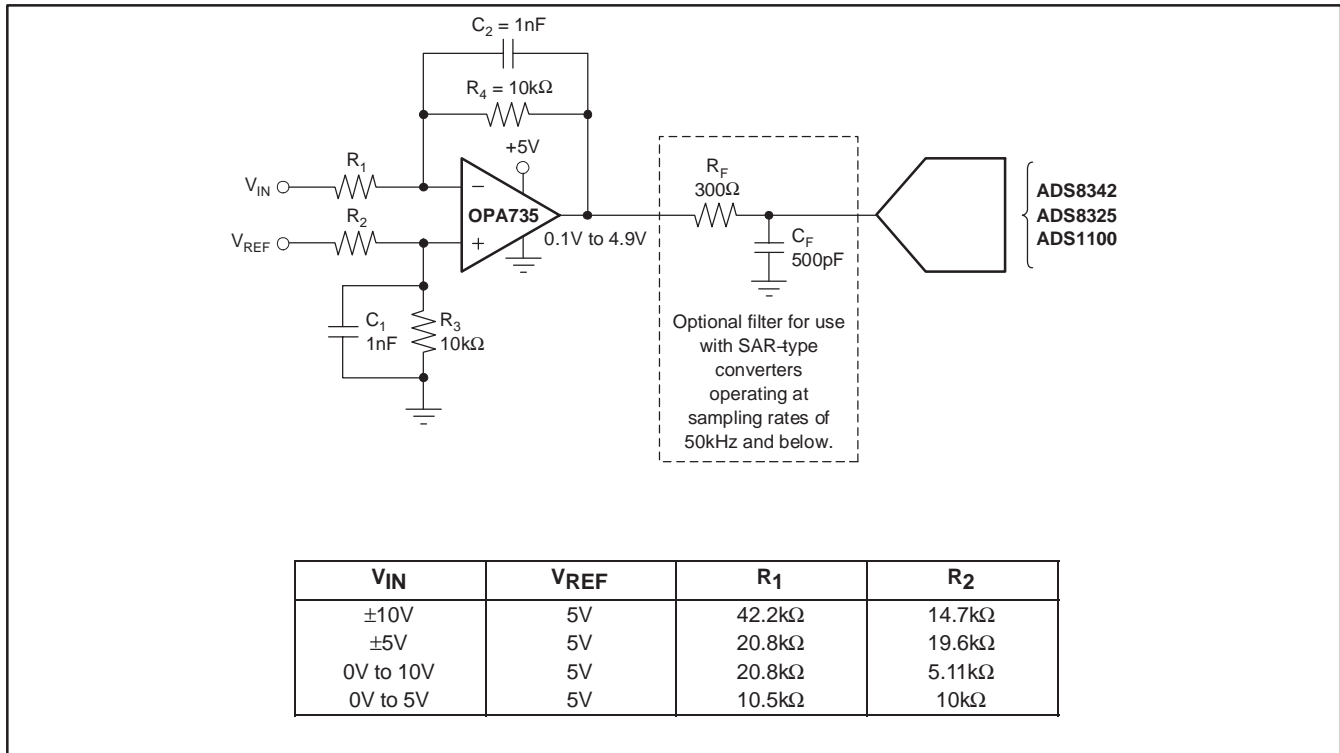 C2 = 1nF
R4 = 10kΩ
+5V
R1
VIN
−
OPA735
R2
VREF
+
0.1V to 4.9V
RF
300Ω
CF
500pF
ADS8342
ADS8325
ADS1100
C1
1nF
R3
10kΩ
Optional filter for use
with SAR-type
converters
operating at
sampling rates of
50kHz and below.
VIN VREF R1 R2
±10V 5V 42.2kΩ 14.7kΩ
±5V 5V 20.8kΩ 19.6kΩ
0V to 10V 5V 20.8kΩ 5.11kΩ
0V to 5V 5V 10.5kΩ 10kΩ